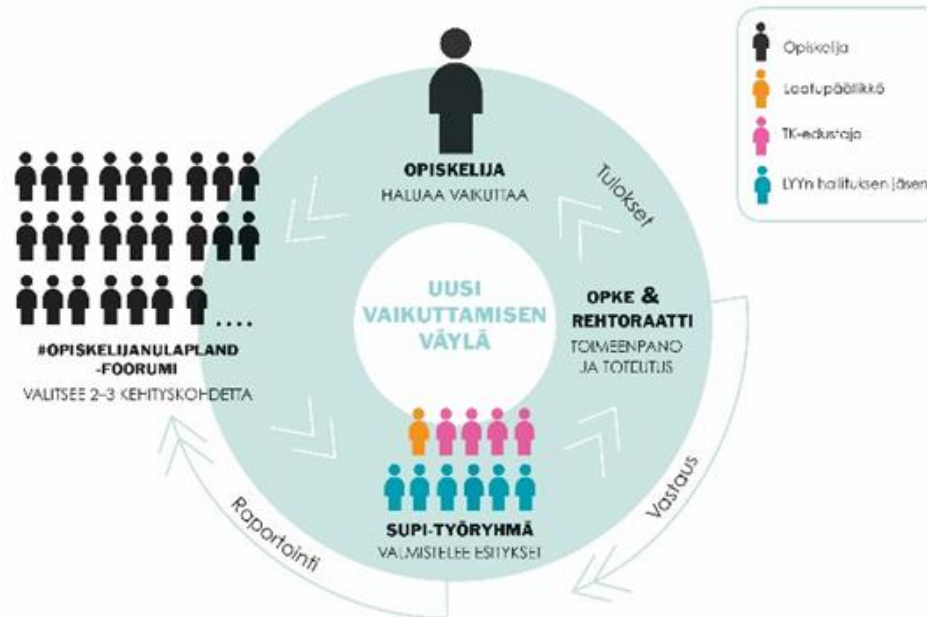 OPISKELIJA
HALUAA VAIKUTTAA
Opiskelija
Laatupäällikkö
TK-edustaja
LYYn hallituksen jäsen
Tulokset
UUSI
VAIKUTTAMISEN
VÄYLÄ
OPKE &
REHTORAATTI
TOIMEENPANO
JA TOTEUTUS
....
#OPISKELIJANULAPLAND
-FOORUMI
VALITSEE 2–3 KEHITYSKOHDETTA
Raportointi
SUPI-TYÖRYHMÄ
VALMISTELEE ESITYKSET
Vastaus